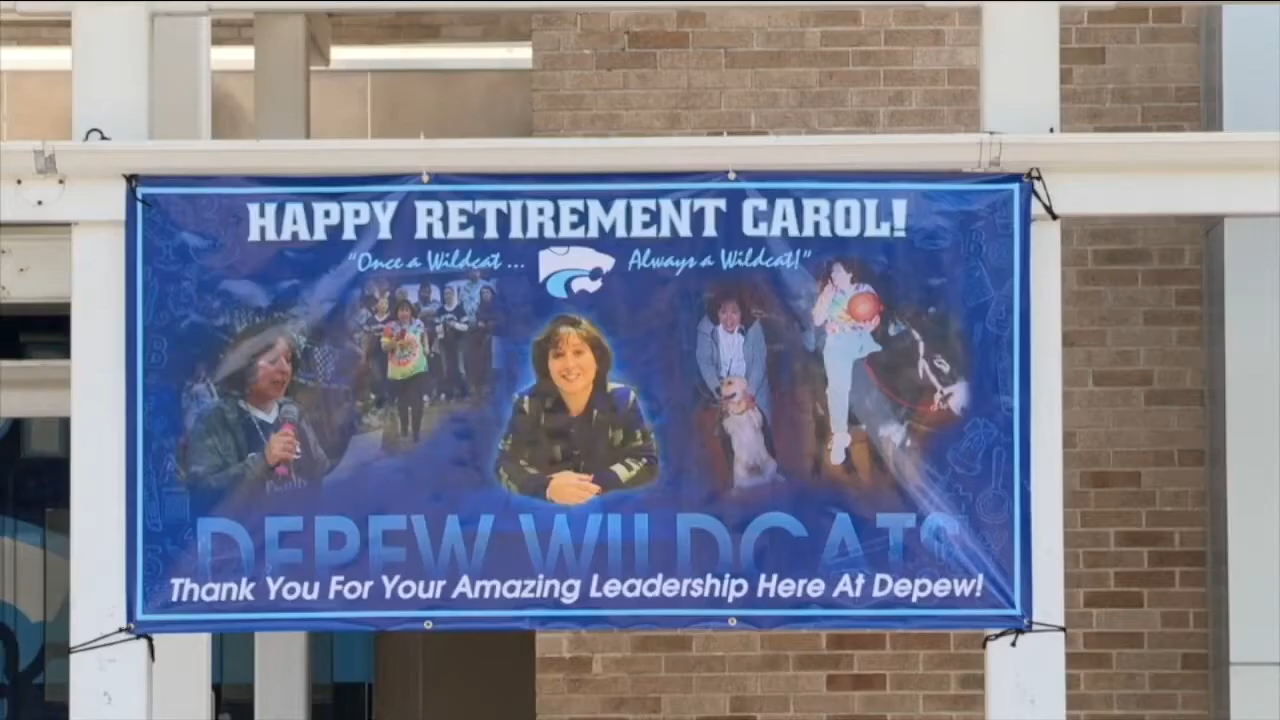 HAPPY RETIREMENT CAROL!
"Once a Wildcat ... Always a Wildcat!"
DEPEW WILDCATS
Thank You For Your Amazing Leadership Here At Depew!